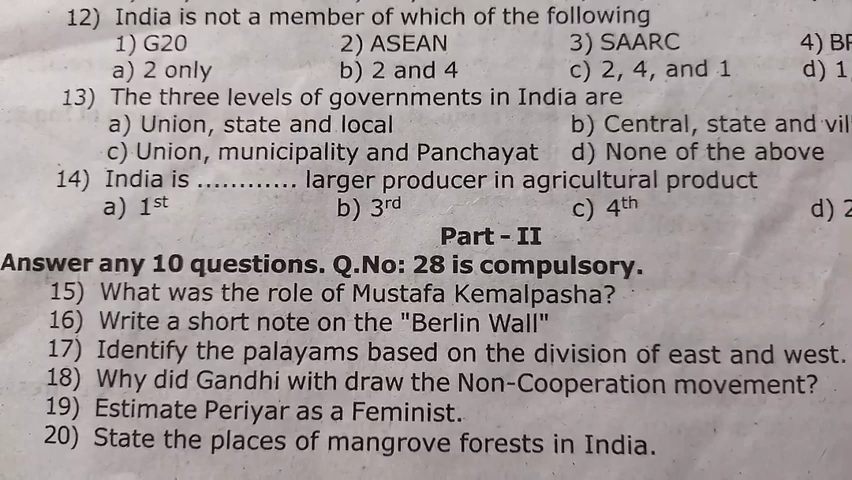 12) India is not a member of which of the following
1) G20 2) ASEAN 3) SAARC 4)
a) 2 only b) 2 and 4 c) 2, 4, and 1 d) 1
13) The three levels of governments in India are
a) Union, state and local b) Central, state and
c) Union, municipality and Panchayat d) None of the above
14) India is ............ larger producer in agricultural product
a) 1st b) 3rd c) 4th d)
Part - II
Answer any 10 questions. Q.No: 28 is compulsory.
15) What was the role of Mustafa Kemalpasha?
16) Write a short note on the "Berlin Wall"
17) Identify the palayams based on the division of east and west.
18) Why did Gandhi with draw the Non-Cooperation movement?
19) Estimate Periyar as a Feminist.
20) State the places of mangrove forests in India.